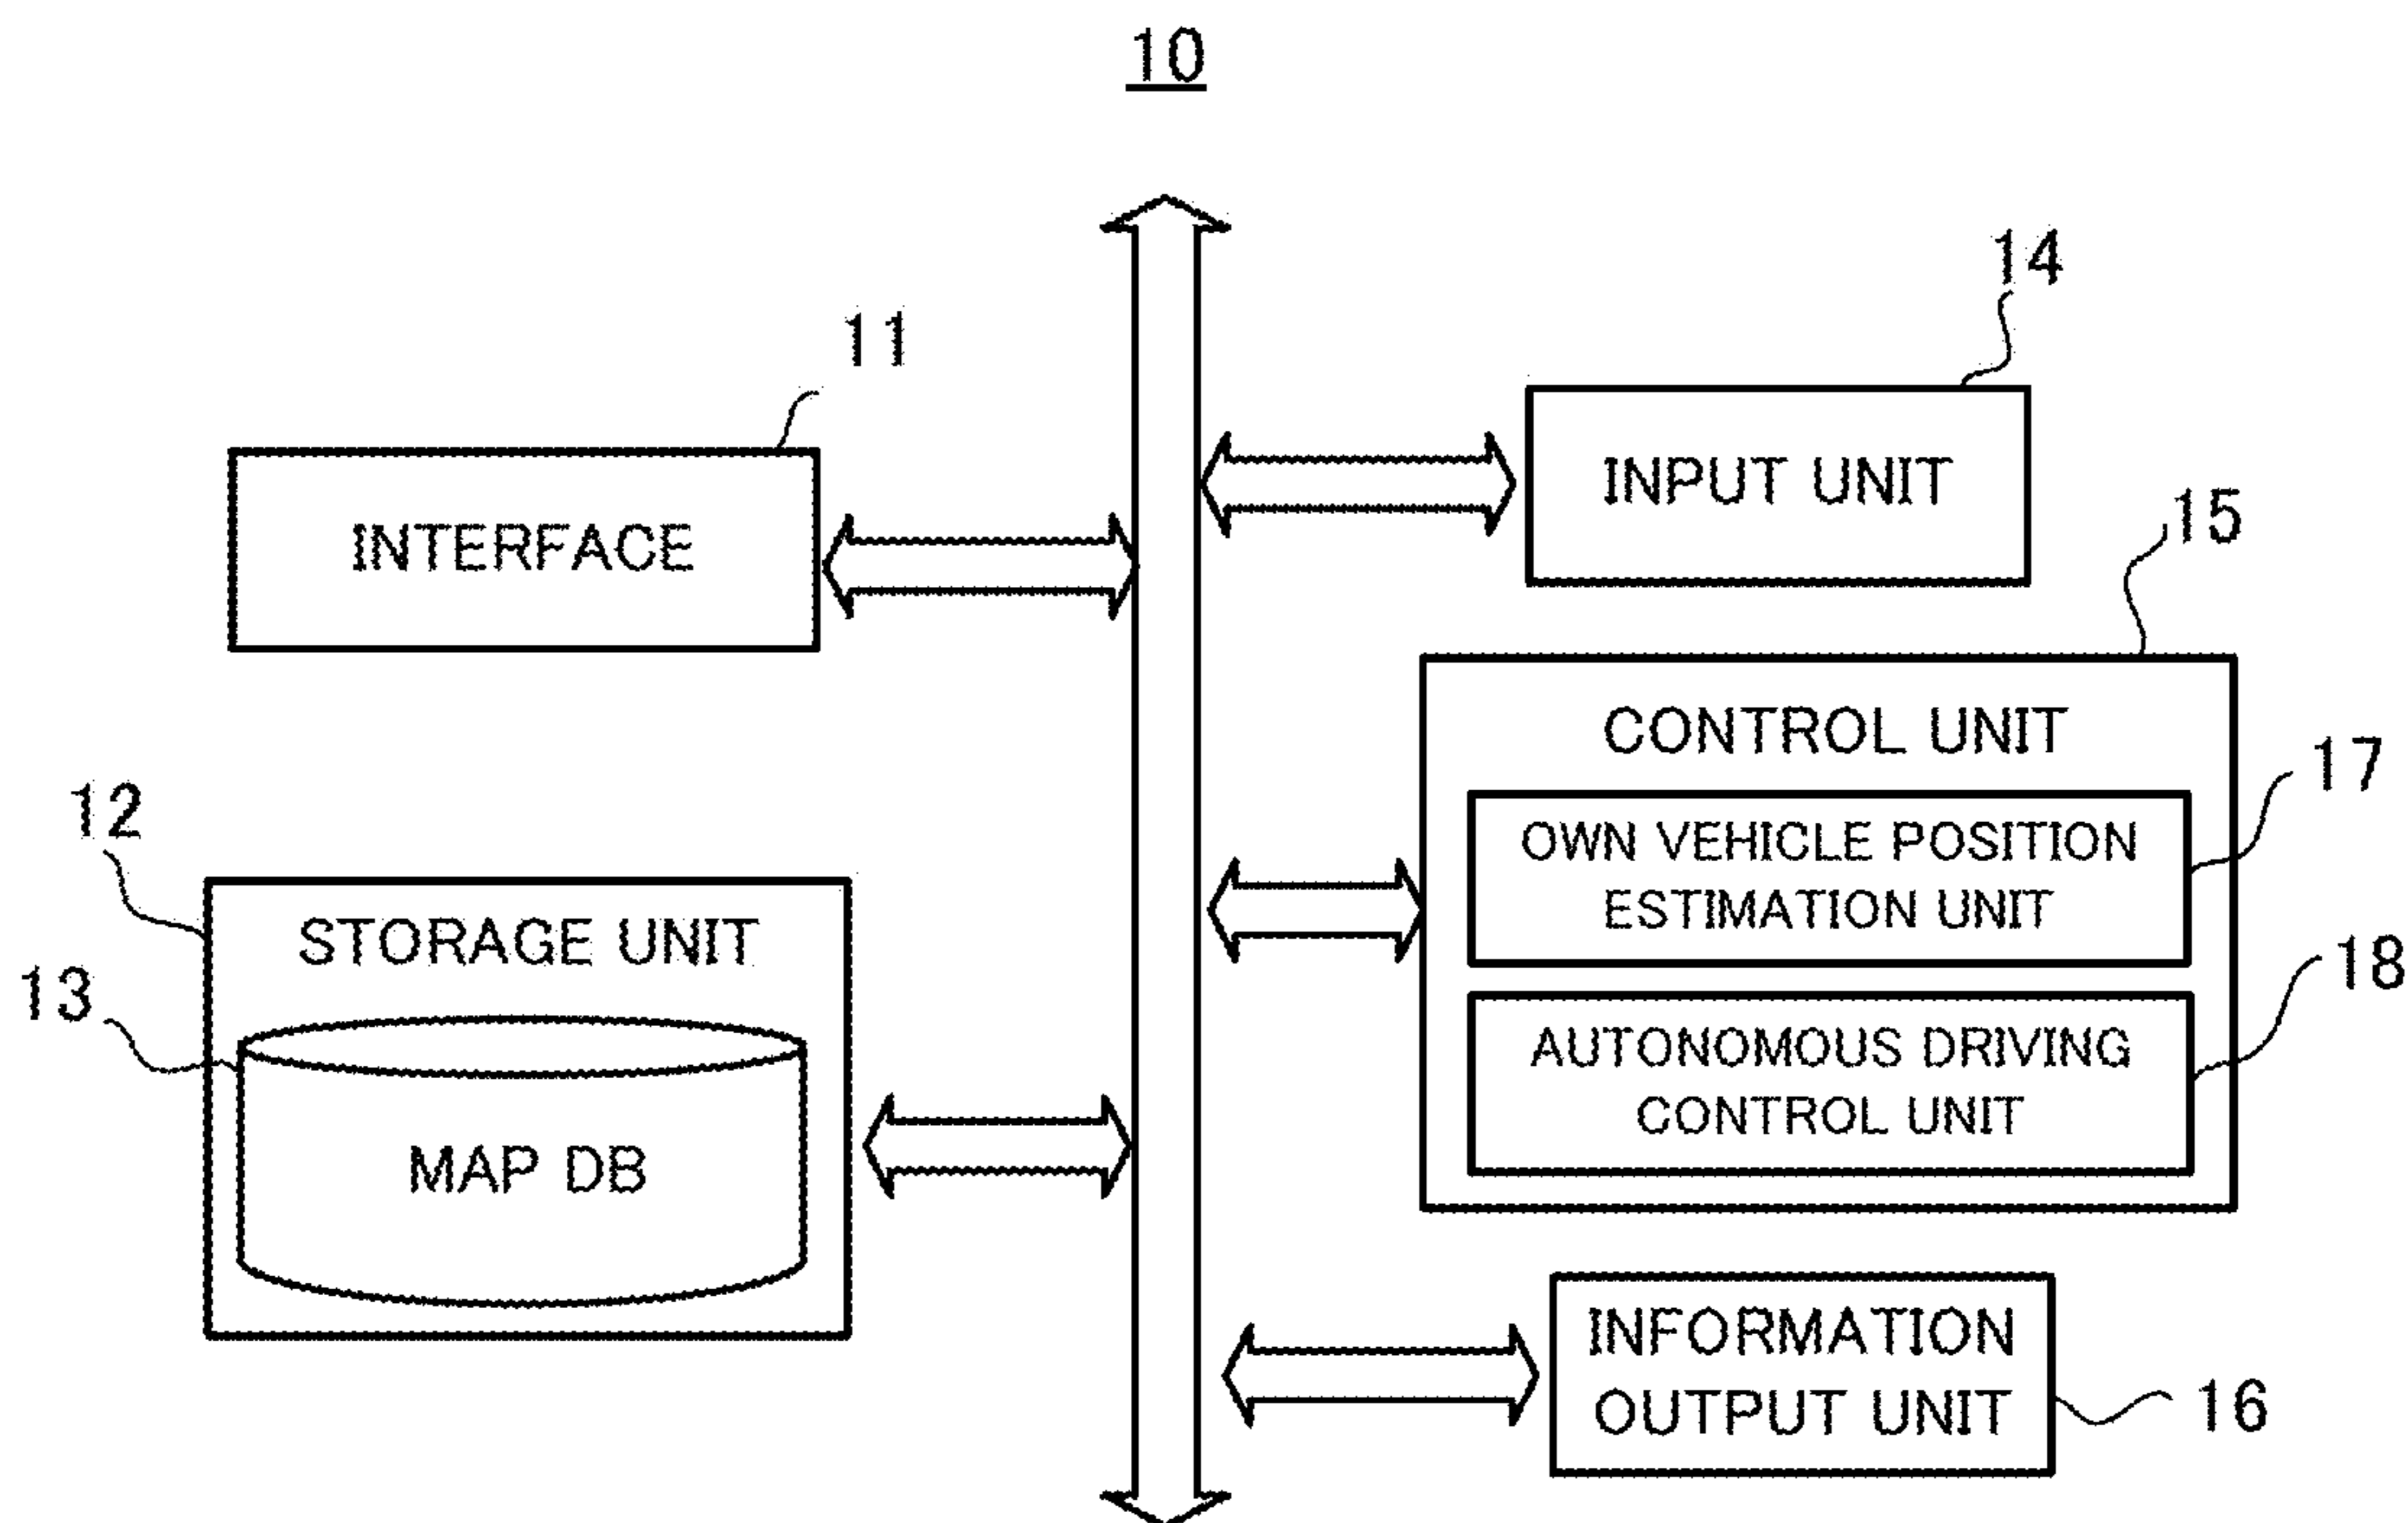 10
11
INTERFACE
12
STORAGE UNIT
13
MAP DB
14
INPUT UNIT
15
CONTROL UNIT
17
OWN VEHICLE POSITION
ESTIMATION UNIT
18
AUTONOMOUS DRIVING
CONTROL UNIT
INFORMATION
OUTPUT UNIT
16